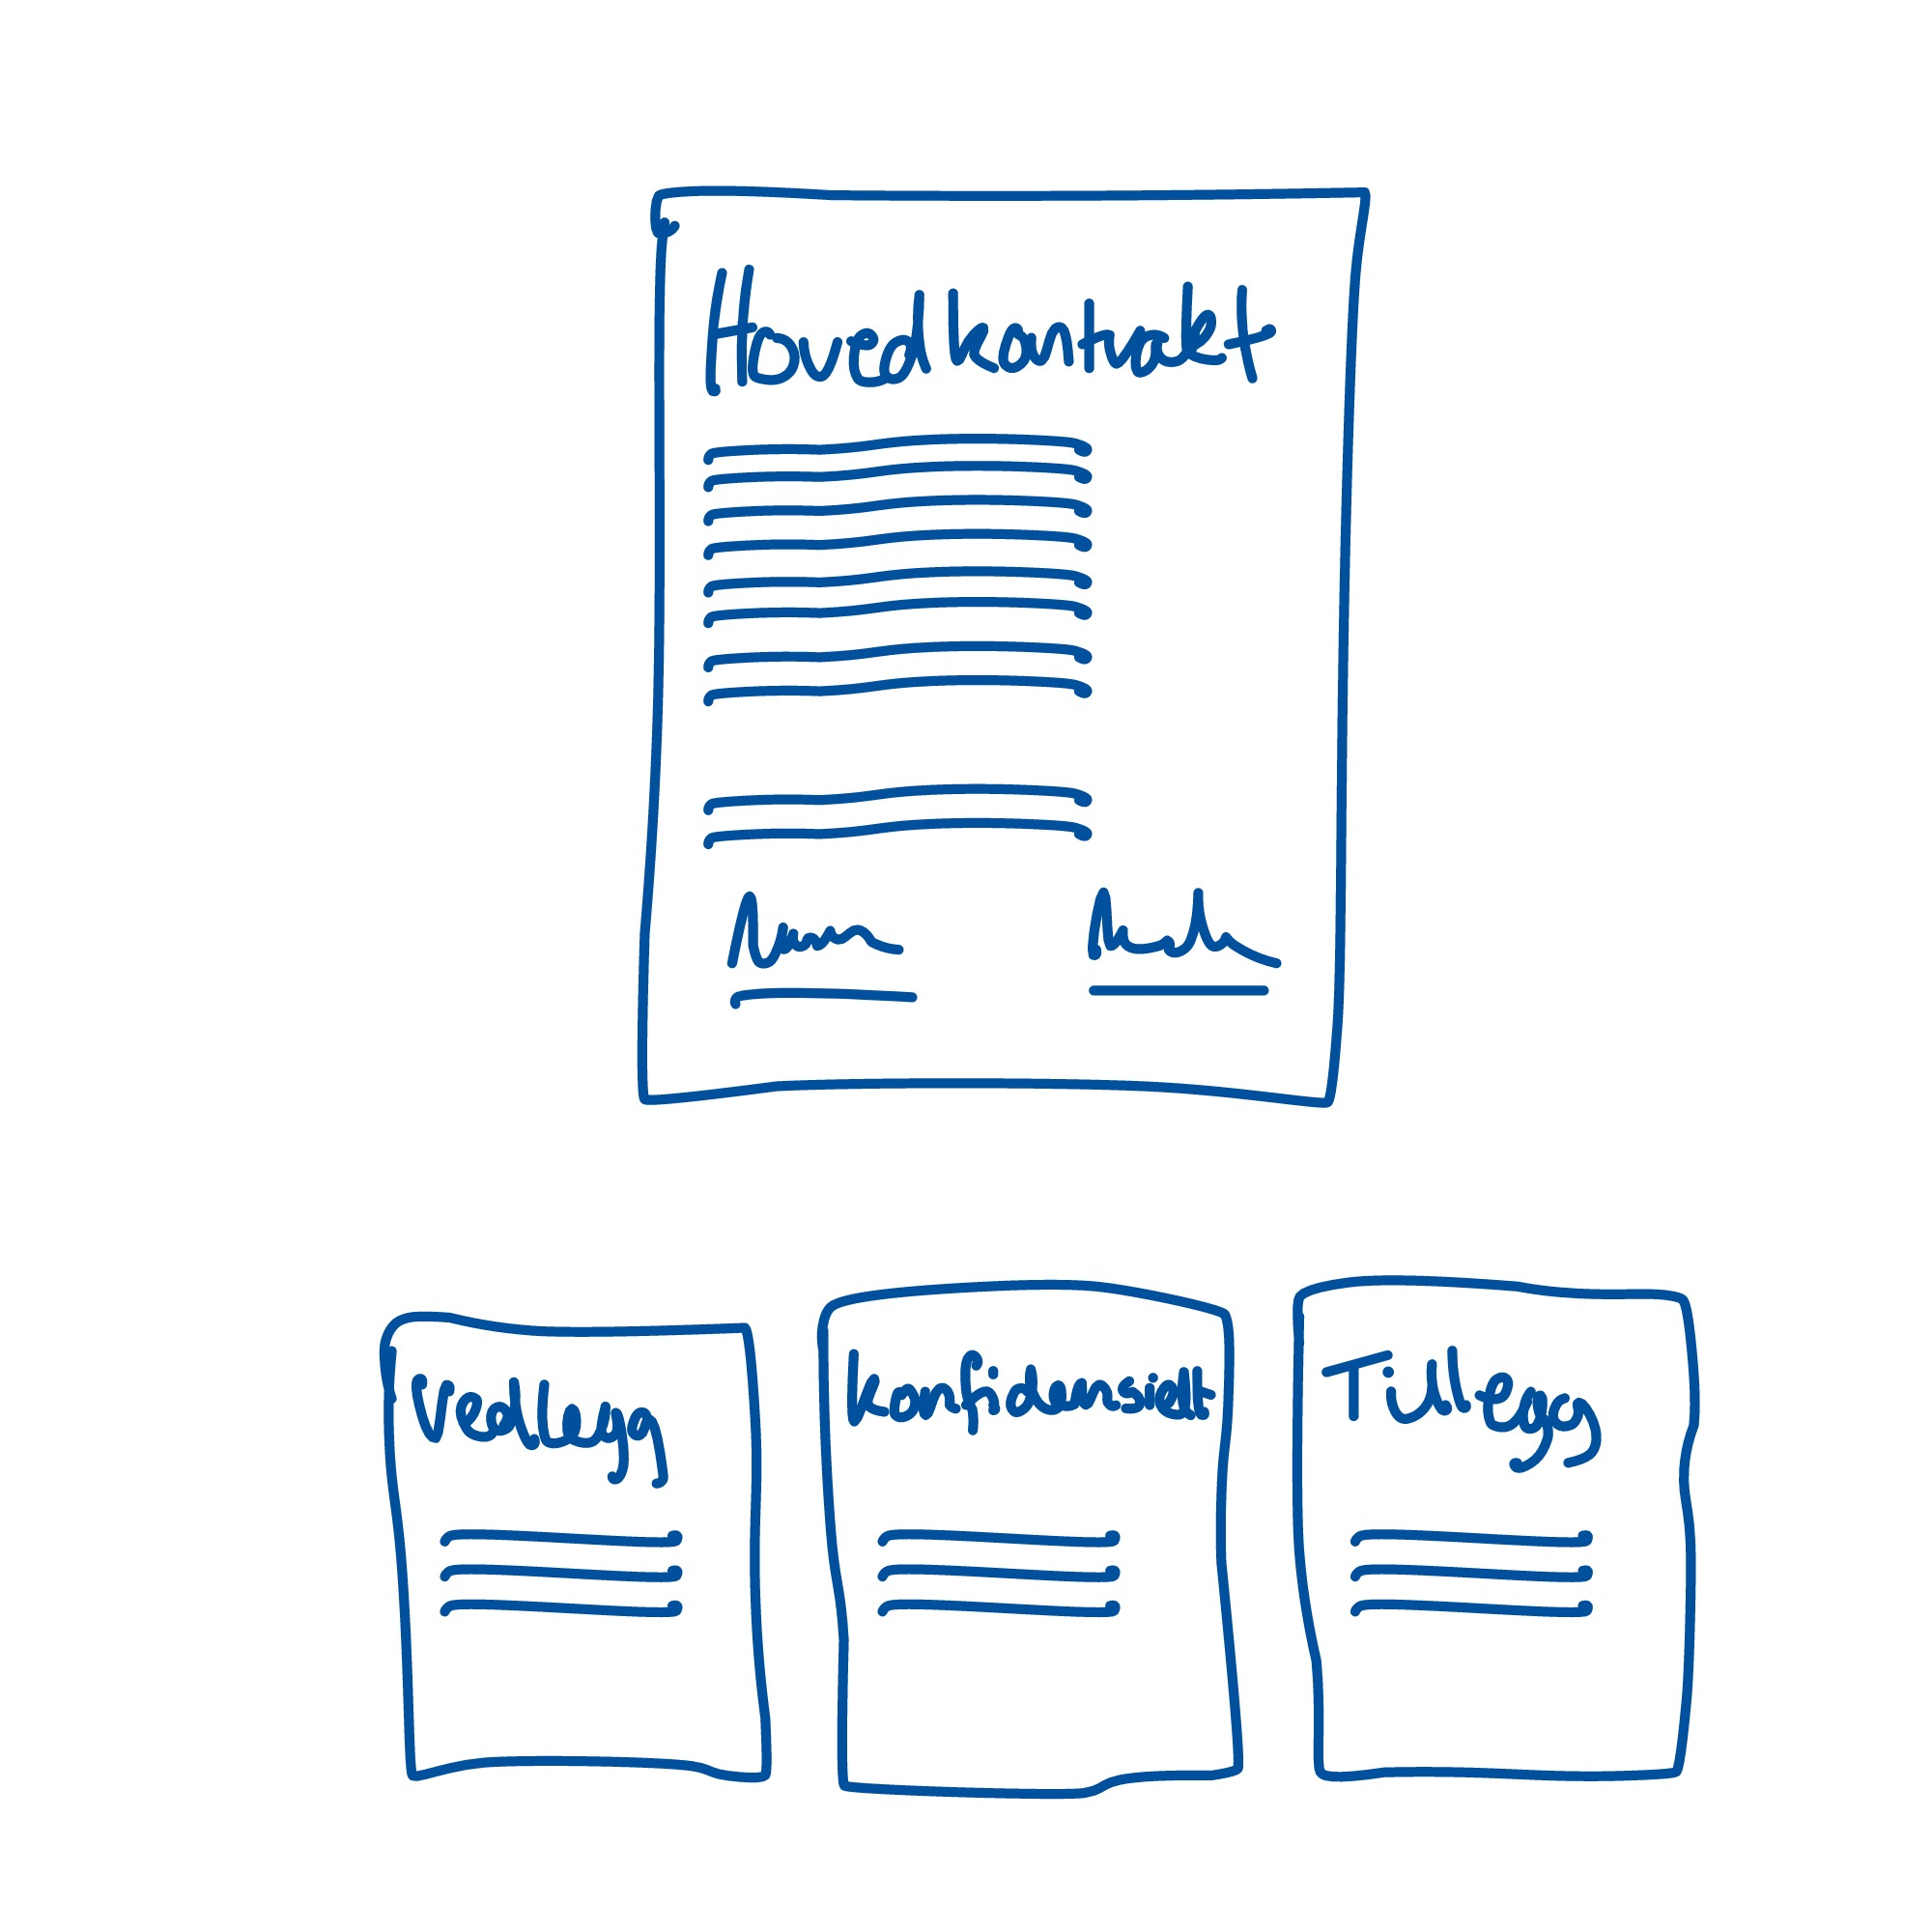 Hovedkontrakt
Vedlegg
Konfidensielt
Tillegg